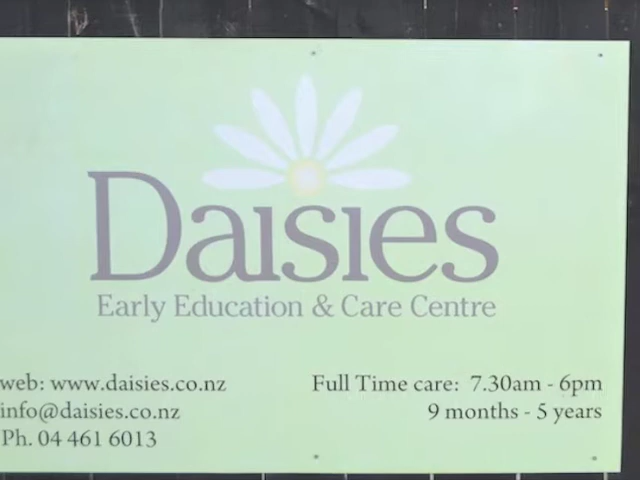 Daisies
Early Education & Care Centre
web: www.daisies.co.nz
info@daisies.co.nz
Ph. 04 461 6013
Full Time care: 7.30am - 6pm
9 months - 5 years